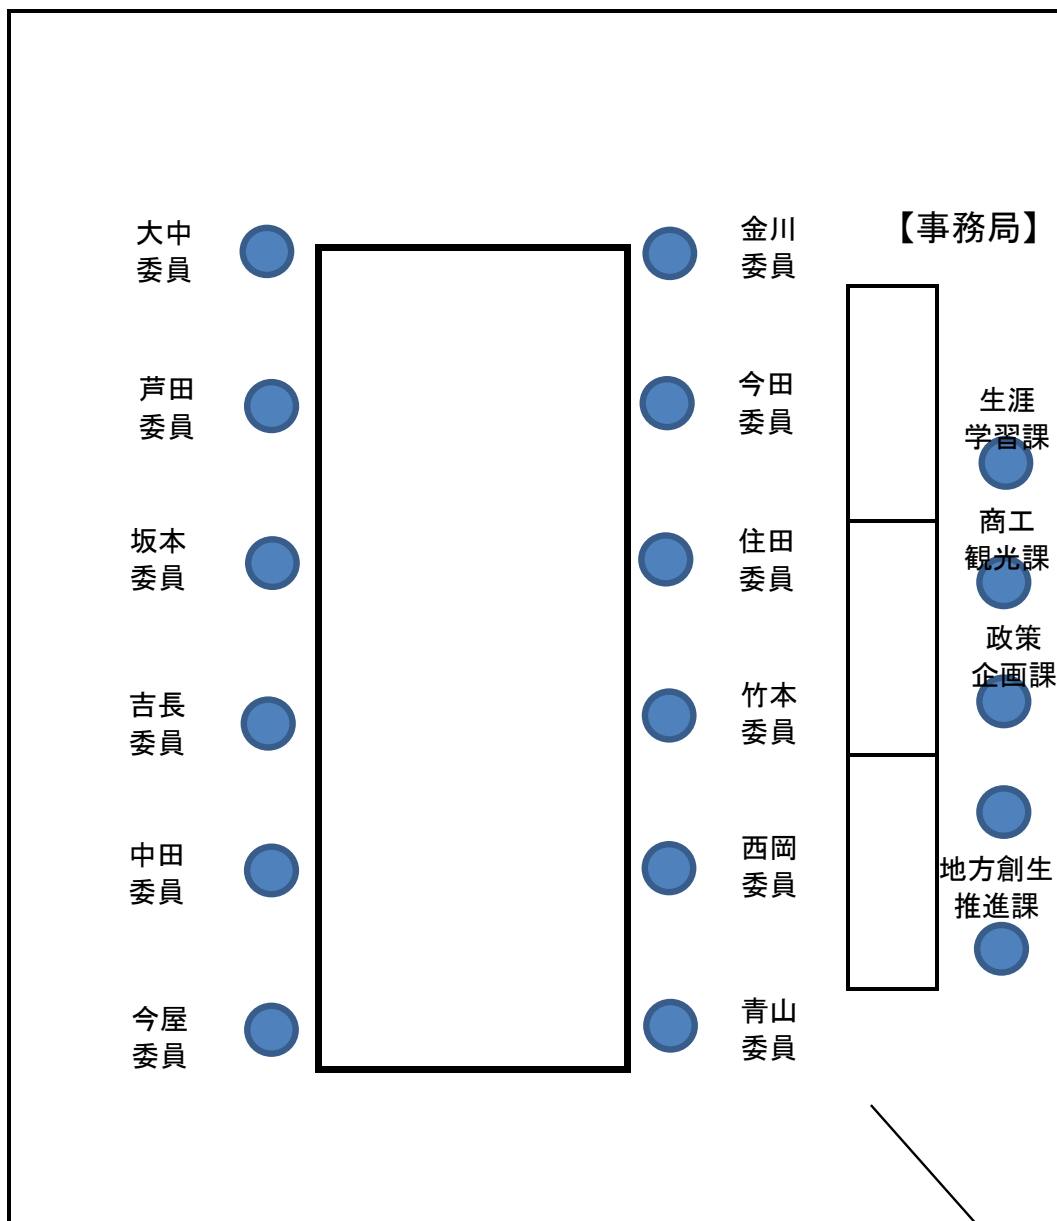 大中
委員
芦田
委員
坂本
委員
吉長
委員
中田
委員
今屋
委員
金川
委員
今田
委員
住田
委員
竹本
委員
西岡
委員
青山
委員
【事務局】
生涯
学習課
商工
観光課
政策
企画課
地方創生
推進課